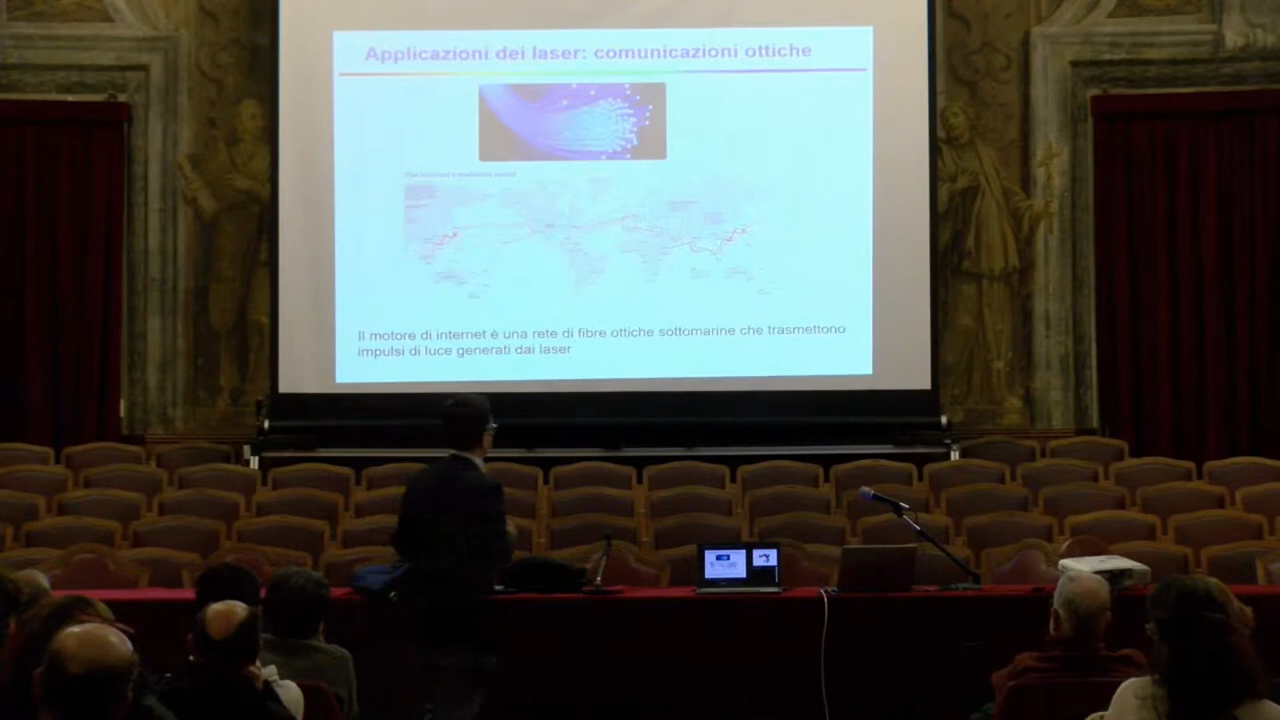 Applicazioni dei laser: comunicazioni ottiche
Il motore di internet è una rete di fibre ottiche sottomarine che trasmettono
impulsi di luce generati dai laser